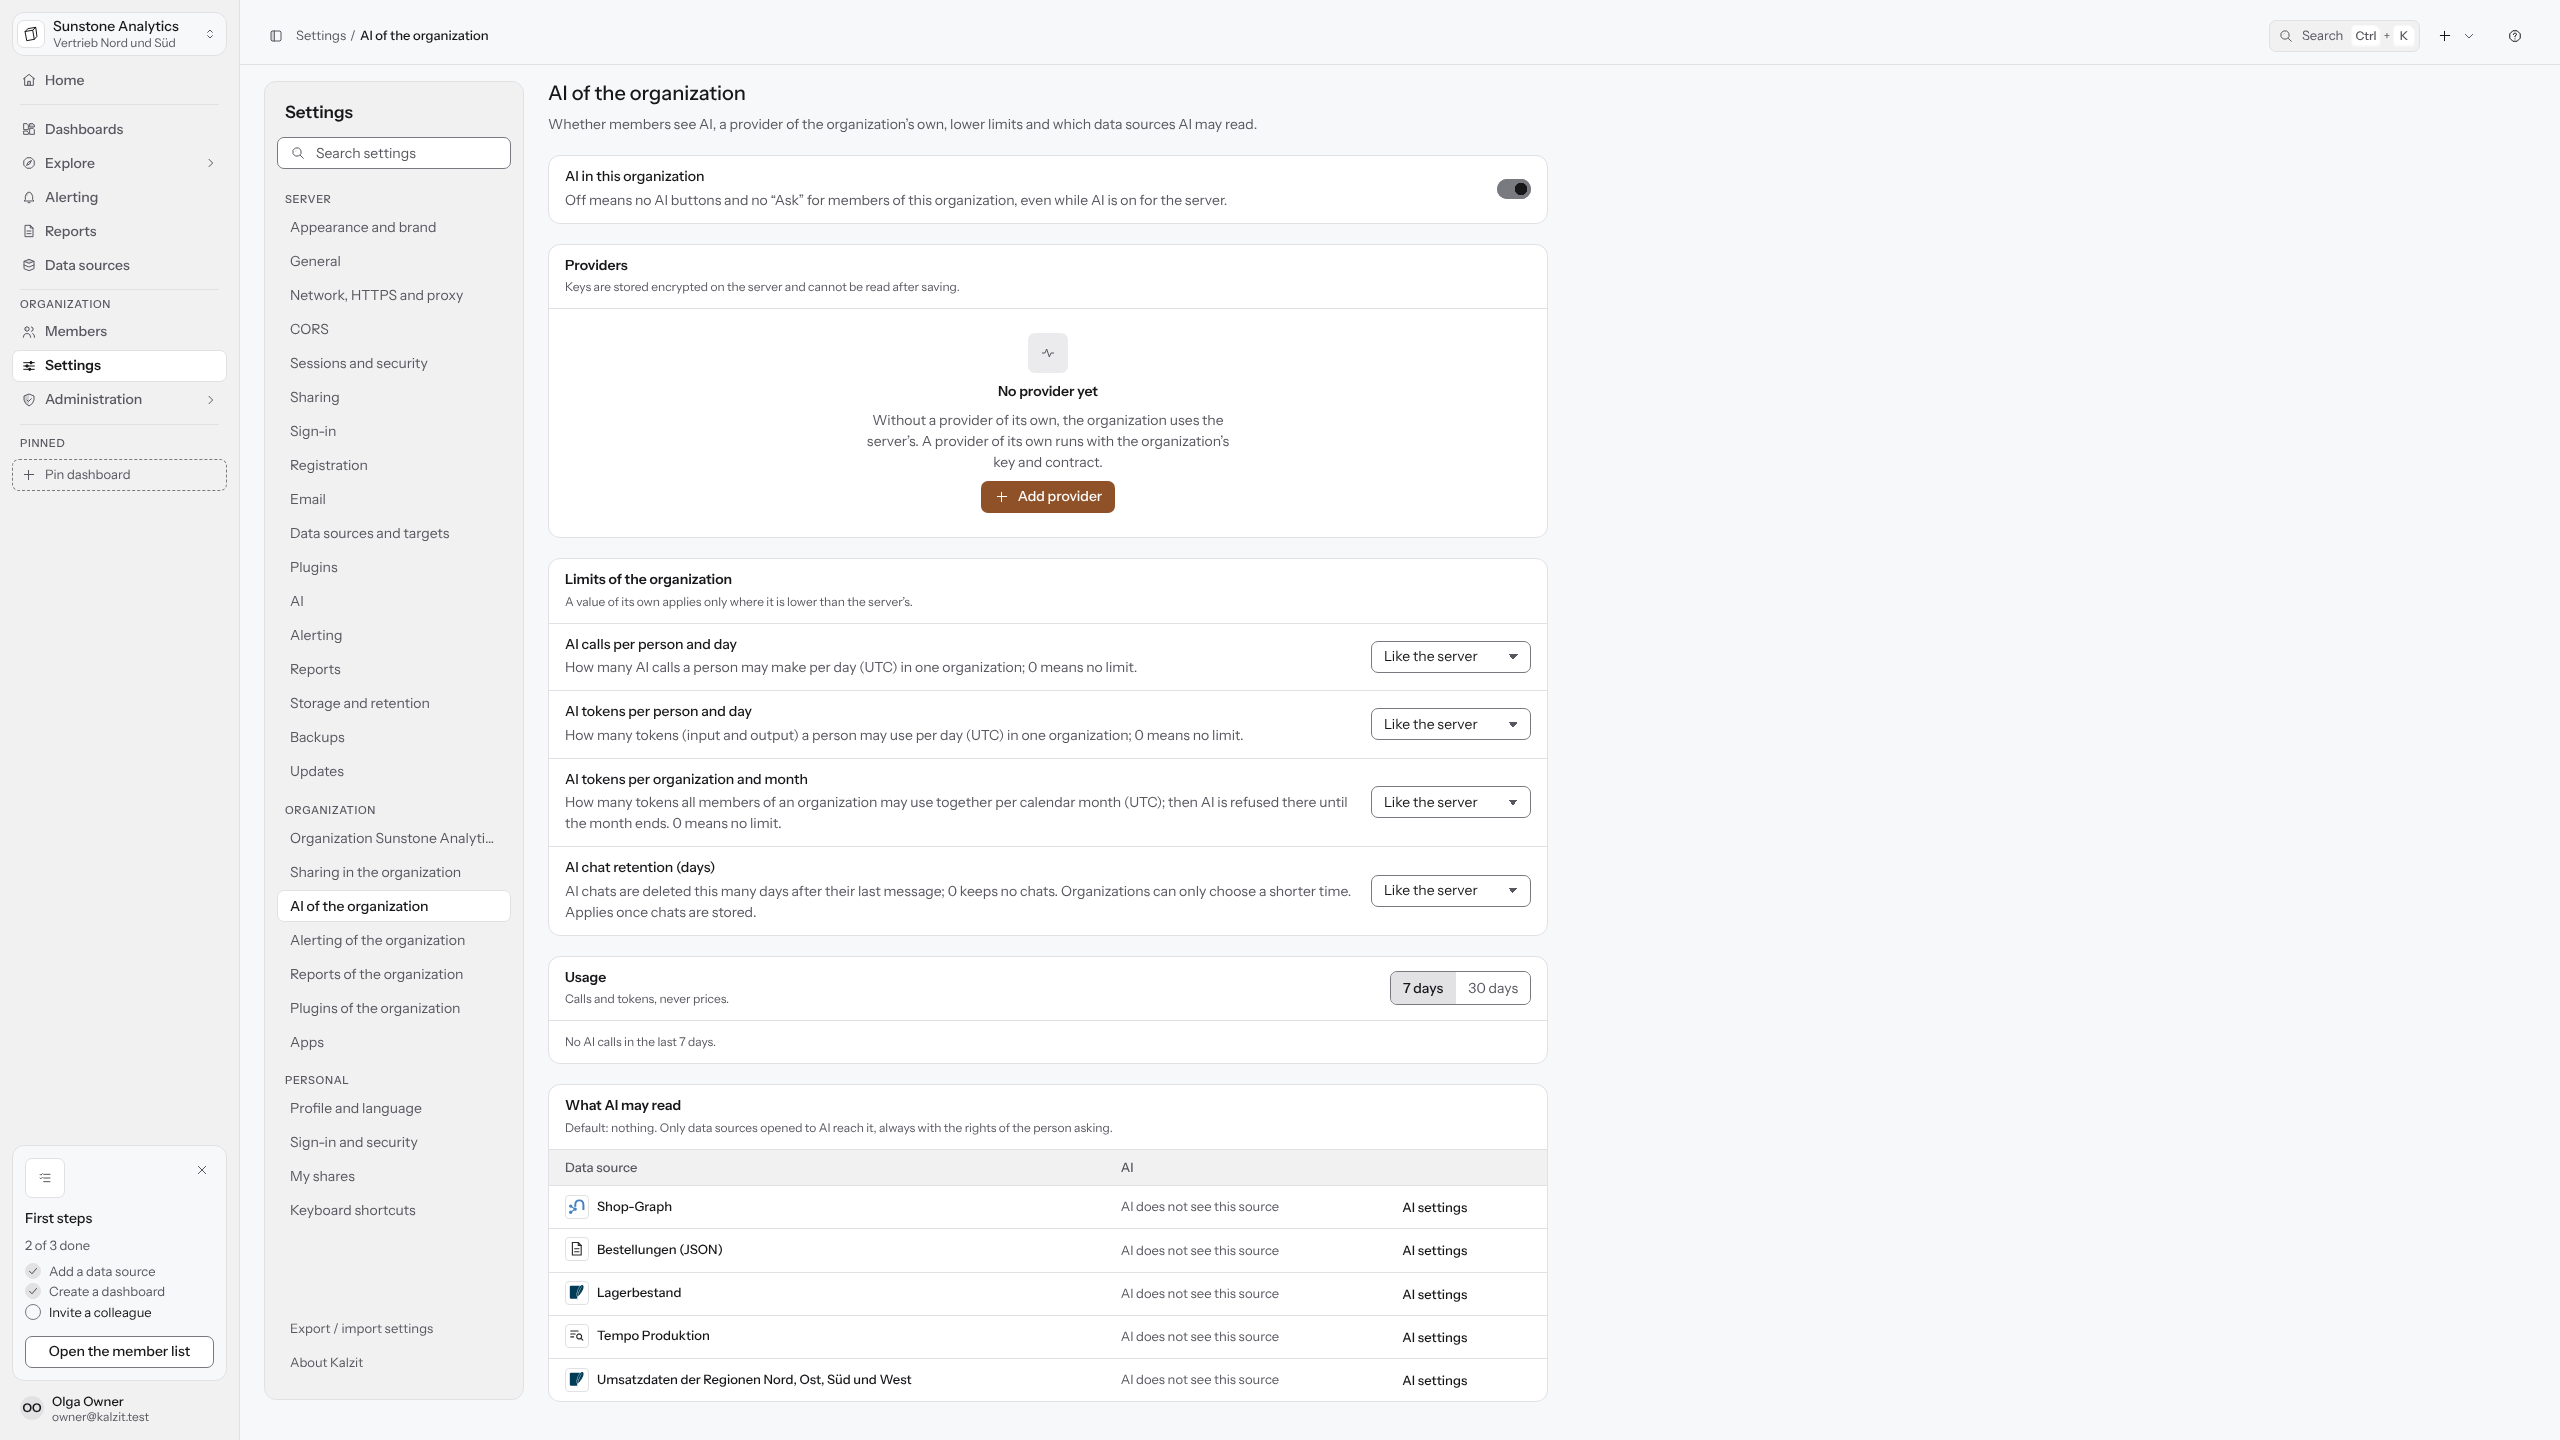 Sunstone Analytics
Vertrieb Nord und Süd
Home
Dashboards
Explore
Alerting
Reports
Data sources
ORGANIZATION
Members
Settings
Administration
PINNED
Pin dashboard
First steps
2 of 3 done
Add a data source
Create a dashboard
Invite a colleague
Open the member list
OO
Olga Owner
owner@kalzit.test
Settings / AI of the organization
Search Ctrl + K
Settings
Search settings
SERVER
Appearance and brand
General
Network, HTTPS and proxy
CORS
Sessions and security
Sharing
Sign-in
Registration
Email
Data sources and targets
Plugins
AI
Alerting
Reports
Storage and retention
Backups
Updates
ORGANIZATION
Organization Sunstone Analyti...
Sharing in the organization
AI of the organization
Alerting of the organization
Reports of the organization
Plugins of the organization
Apps
PERSONAL
Profile and language
Sign-in and security
My shares
Keyboard shortcuts
Export / import settings
About Kalzit
AI of the organization
Whether members see AI, a provider of the organization's own, lower limits and which data sources AI may read.
AI in this organization
Off means no AI buttons and no “Ask” for members of this organization, even while AI is on for the server.
Providers
Keys are stored encrypted on the server and cannot be read after saving.
No provider yet
Without a provider of its own, the organization uses the
server's. A provider of its own runs with the organization's
key and contract.
Add provider
Limits of the organization
A value of its own applies only where it is lower than the server's.
AI calls per person and day
How many AI calls a person may make per day (UTC) in one organization; 0 means no limit.
Like the server
AI tokens per person and day
How many tokens (input and output) a person may use per day (UTC) in one organization; 0 means no limit.
Like the server
AI tokens per organization and month
How many tokens all members of an organization may use together per calendar month (UTC); then AI is refused there until
the month ends. 0 means no limit.
Like the server
AI chat retention (days)
AI chats are deleted this many days after their last message; 0 keeps no chats. Organizations can only choose a shorter time.
Applies once chats are stored.
Like the server
Usage
Calls and tokens, never prices.
7 days 30 days
No AI calls in the last 7 days.
What AI may read
Default: nothing. Only data sources opened to AI reach it, always with the rights of the person asking.
Data source AI
Shop-Graph AI does not see this source AI settings
Bestellungen (JSON) AI does not see this source AI settings
Lagerbestand AI does not see this source AI settings
Tempo Produktion AI does not see this source AI settings
Umsatzdaten der Regionen Nord, Ost, Süd und West AI does not see this source AI settings